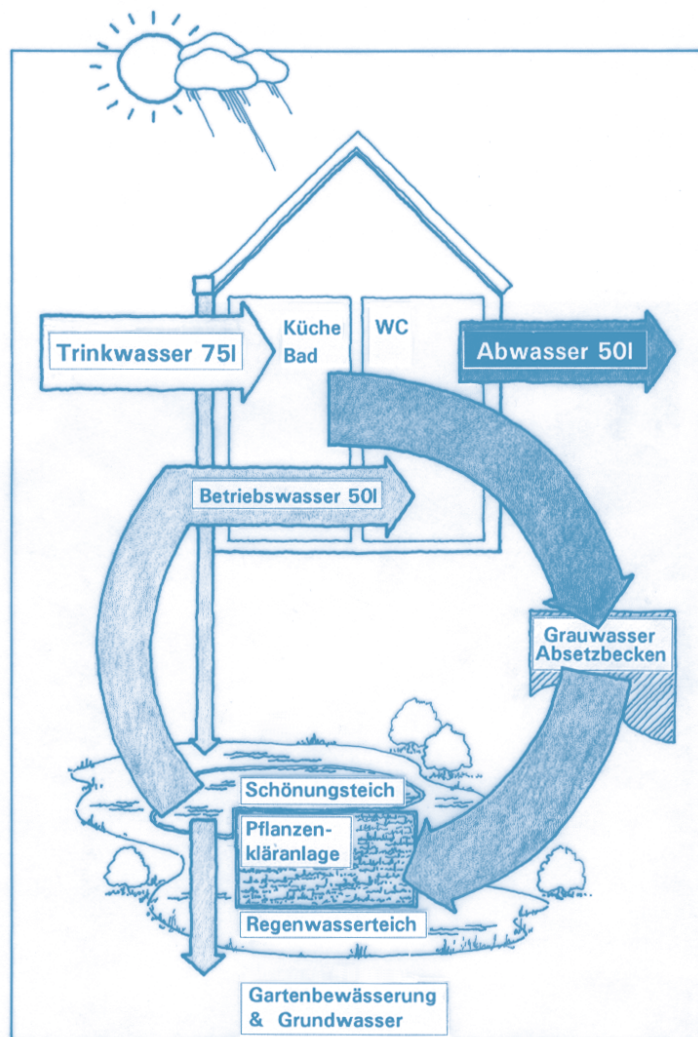 Trinkwasser 75l
Küche
Bad
WC
Abwasser 50l
Betriebswasser 50l
Grauwasser
Absetzbecken
Schönungsteich
Pflanzen-
kläranlage
Regenwasserteich
Gartenbewässerung
& Grundwasser